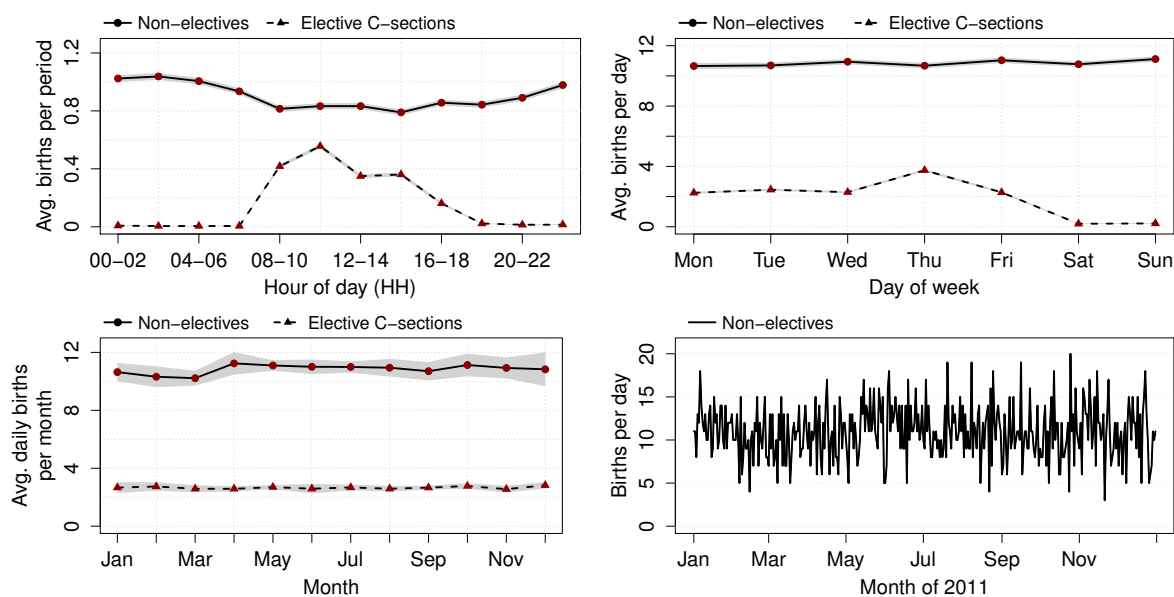 Non−electives Elective C−sections
Avg. births per period
0 0.4 0.8 1.2
00−02 04−06 08−10 12−14 16−18 20−22
Hour of day (HH)
Non−electives Elective C−sections
Avg. births per day
0 4 8 12
Mon Tue Wed Thu Fri Sat Sun
Day of week
Non−electives Elective C−sections
Avg. daily births
per month
0 4 8 12
Jan Mar May Jul Sep Nov
Month
Non−electives
Births per day
0 5 10 15 20
Jan Mar May Jul Sep Nov
Month of 2011